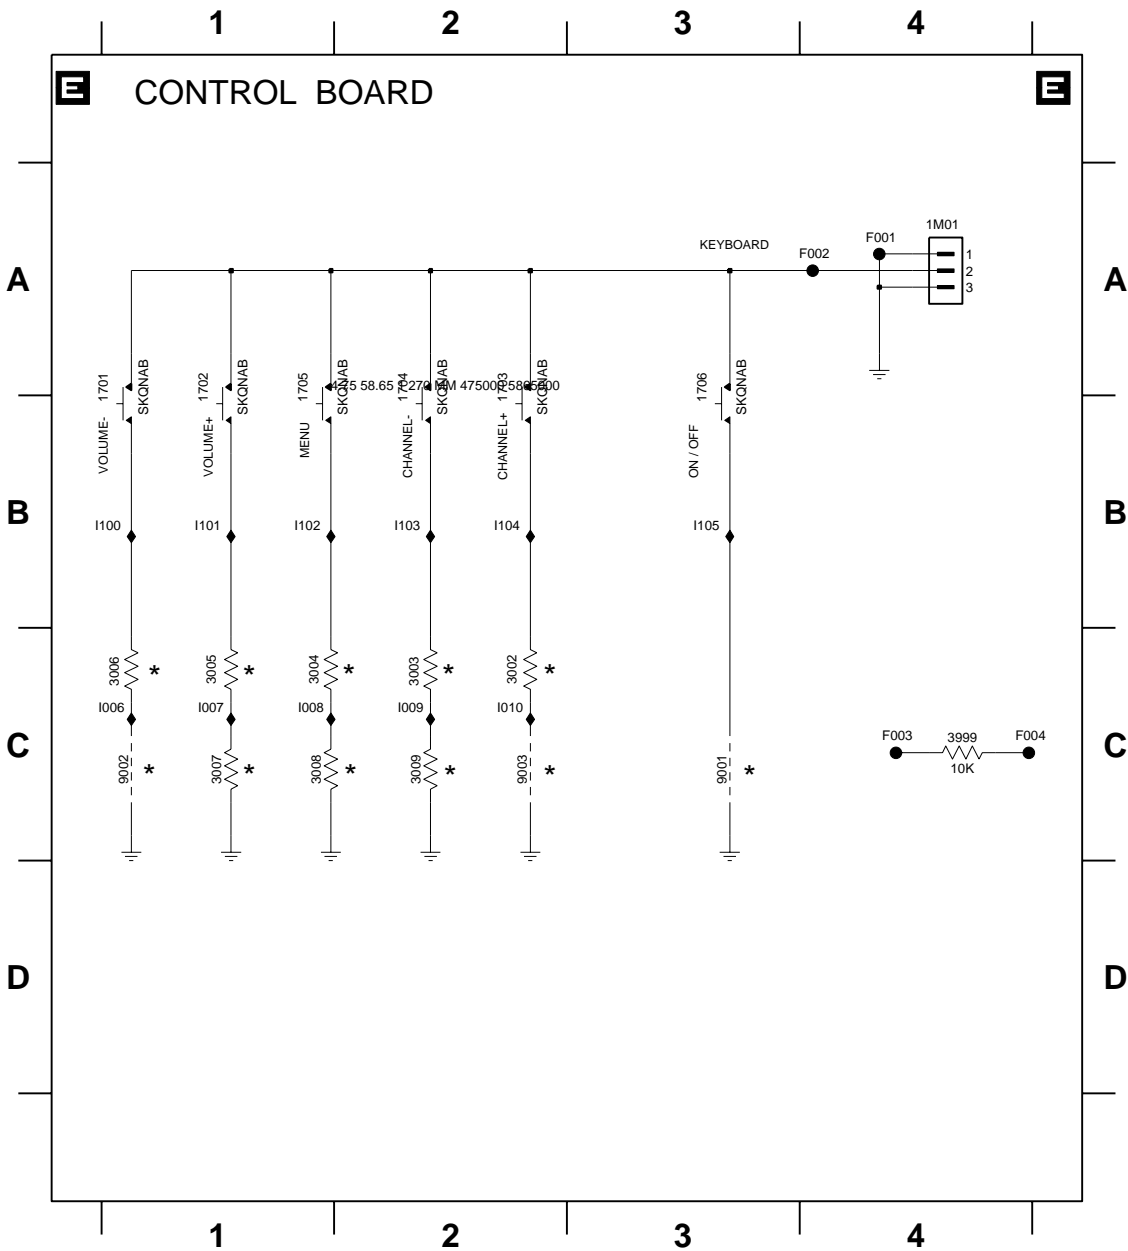 1 2 3 4
E CONTROL BOARD E
1M01
F001
KEYBOARD
F002
1
2
3
A A
1701 SKQNAB
1702 SKQNAB
1705 SKQNAB
1704 SKQNAB
1703 SKQNAB
1706 SKQNAB
VOLUME-
VOLUME+
MENU
CHANNEL-
CHANNEL+
ON / OFF
B B
I100 I101 I102 I103 I104 I105
3006 * 3005 * 3004 * 3003 * 3002 *
I006 I007 I008 I009 I010
C C
9002 * 3007 * 3008 * 3009 * 9003 * 9001 *
F003 3999 F004
10K
D D
1 2 3 4